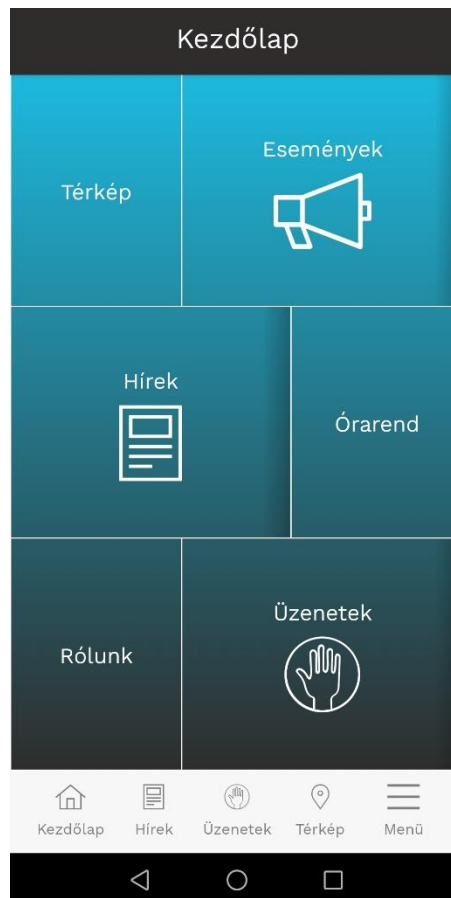 Kezdőlap
Térkép
Események
Hírek
Órarend
Rólunk
Üzenetek
Kezdőlap
Hírek
Üzenetek
Térkép
Menü